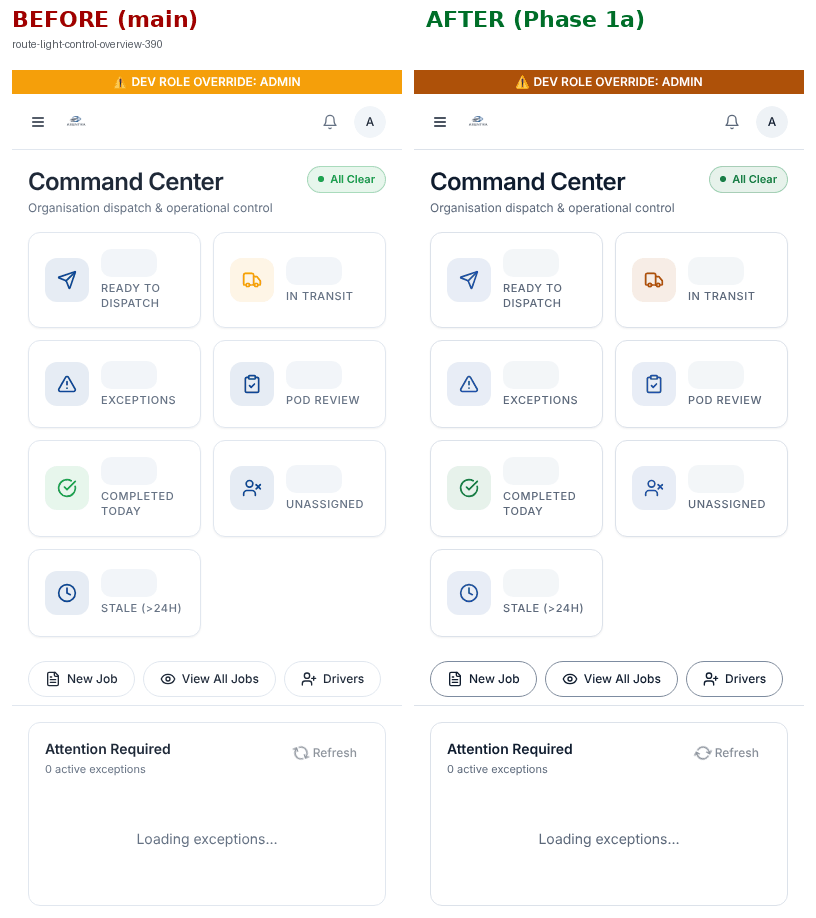 BEFORE (main)
route-light-control-overview-390
⚠️ DEV ROLE OVERRIDE: ADMIN
A
Command Center
All Clear
Organisation dispatch & operational control
READY TO
DISPATCH
IN TRANSIT
EXCEPTIONS
POD REVIEW
COMPLETED
TODAY
UNASSIGNED
STALE (>24H)
New Job
View All Jobs
Drivers
Attention Required
Refresh
0 active exceptions
Loading exceptions...
AFTER (Phase 1a)
⚠️ DEV ROLE OVERRIDE: ADMIN
A
Command Center
All Clear
Organisation dispatch & operational control
READY TO
DISPATCH
IN TRANSIT
EXCEPTIONS
POD REVIEW
COMPLETED
TODAY
UNASSIGNED
STALE (>24H)
New Job
View All Jobs
Drivers
Attention Required
Refresh
0 active exceptions
Loading exceptions...